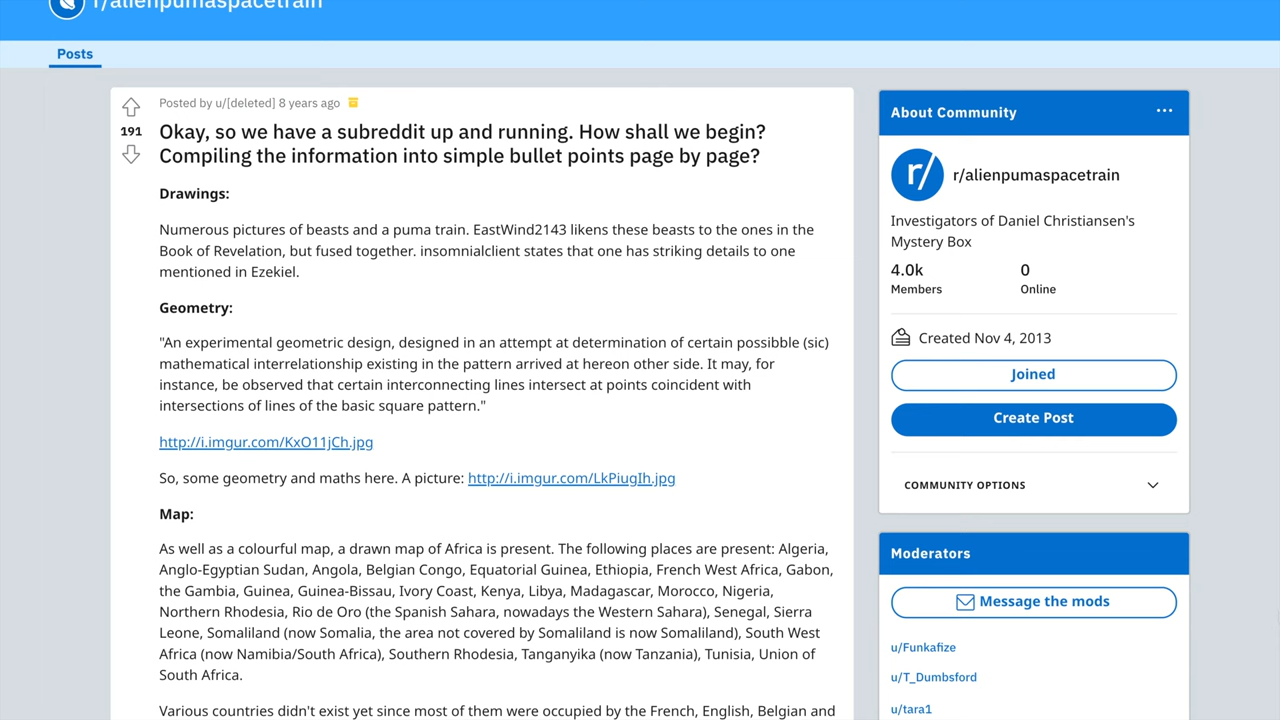 r/alienpumaspacetrain
Posts
Posted by u/[deleted] 8 years ago
191
Okay, so we have a subreddit up and running. How shall we begin?
Compiling the information into simple bullet points page by page?
Drawings:
Numerous pictures of beasts and a puma train. EastWind2143 likens these beasts to the ones in the
Book of Revelation, but fused together. insomnialclient states that one has striking details to one
mentioned in Ezekiel.
Geometry:
"An experimental geometric design, designed in an attempt at determination of certain possibble (sic)
mathematical interrelationship existing in the pattern arrived at hereon other side. It may, for
instance, be observed that certain interconnecting lines intersect at points coincident with
intersections of lines of the basic square pattern."
http://i.imgur.com/KxO11jCh.jpg
So, some geometry and maths here. A picture: http://i.imgur.com/LkPiugIh.jpg
Map:
As well as a colourful map, a drawn map of Africa is present. The following places are present: Algeria,
Anglo-Egyptian Sudan, Angola, Belgian Congo, Equatorial Guinea, Ethiopia, French West Africa, Gabon,
the Gambia, Guinea, Guinea-Bissau, Ivory Coast, Kenya, Libya, Madagascar, Morocco, Nigeria,
Northern Rhodesia, Rio de Oro (the Spanish Sahara, nowadays the Western Sahara), Senegal, Sierra
Leone, Somaliland (now Somalia, the area not covered by Somaliland is now Somaliland), South West
Africa (now Namibia/South Africa), Southern Rhodesia, Tanganyika (now Tanzania), Tunisia, Union of
South Africa.
Various countries didn't exist yet since most of them were occupied by the French, English, Belgian and
About Community
r/
r/alienpumaspacetrain
Investigators of Daniel Christiansen's
Mystery Box
4.0k
0
Members
Online
Created Nov 4, 2013
Joined
Create Post
COMMUNITY OPTIONS
Moderators
Message the mods
u/Funkafize
u/T_Dumbsford
u/tara1